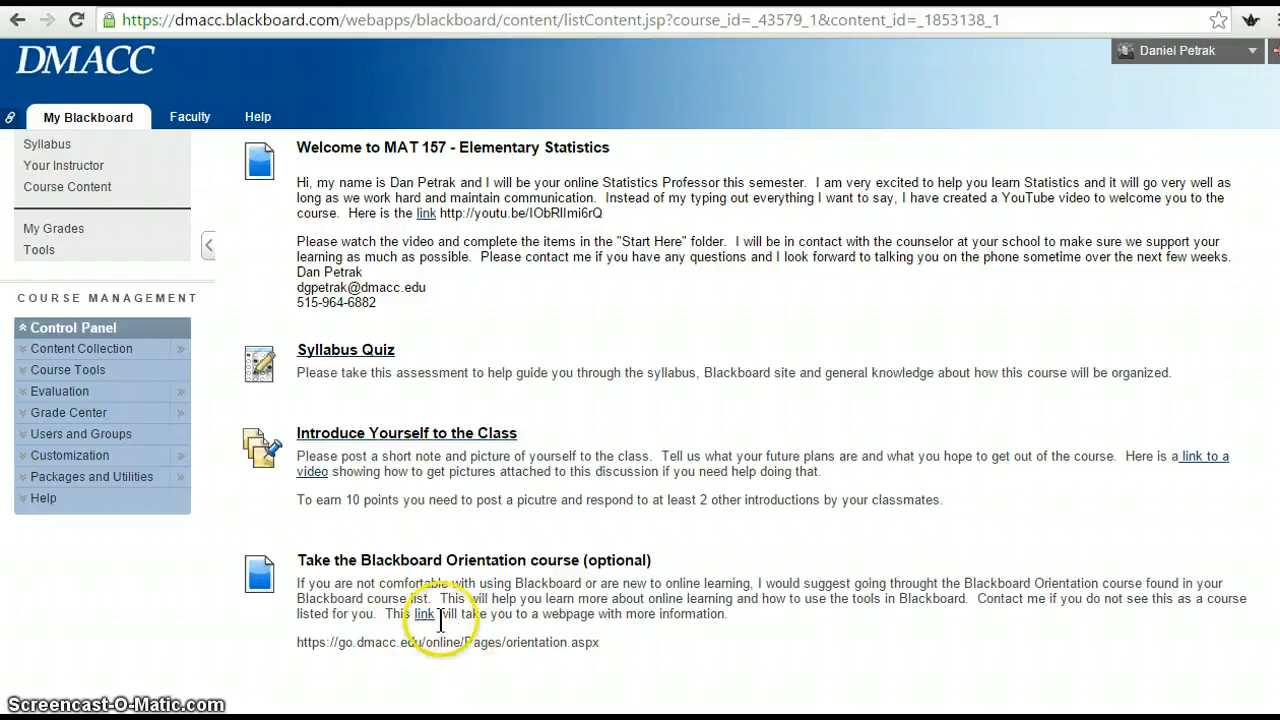 https://dmacc.blackboard.com/webapps/blackboard/content/listContent.jsp?course_id=_43579_1&content_id=_1853138_1
DMACC
Daniel Petrak
My Blackboard
Faculty
Help
Syllabus
Your Instructor
Course Content
My Grades
Tools
COURSE MANAGEMENT
Control Panel
Content Collection
Course Tools
Evaluation
Grade Center
Users and Groups
Customization
Packages and Utilities
Help
Welcome to MAT 157 - Elementary Statistics
Hi, my name is Dan Petrak and I will be your online Statistics Professor this semester. I am very excited to help you learn Statistics and it will go very well as
long as we work hard and maintain communication. Instead of my typing out everything I want to say, I have created a YouTube video to welcome you to the
course. Here is the link http://youtu.be/IObRIlmi6rQ
Please watch the video and complete the items in the "Start Here" folder. I will be in contact with the counselor at your school to make sure we support your
learning as much as possible. Please contact me if you have any questions and I look forward to talking you on the phone sometime over the next few weeks.
Dan Petrak
dgpetrak@dmacc.edu
515-964-6882
Syllabus Quiz
Please take this assessment to help guide you through the syllabus, Blackboard site and general knowledge about how this course will be organized.
Introduce Yourself to the Class
Please post a short note and picture of yourself to the class. Tell us what your future plans are and what you hope to get out of the course. Here is a link to a
video showing how to get pictures attached to this discussion if you need help doing that.
To earn 10 points you need to post a picutre and respond to at least 2 other introductions by your classmates.
Take the Blackboard Orientation course (optional)
If you are not comfortable with using Blackboard or are new to online learning, I would suggest going throught the Blackboard Orientation course found in your
Blackboard course list. This will help you learn more about online learning and how to use the tools in Blackboard. Contact me if you do not see this as a course
listed for you. This link will take you to a webpage with more information.
https://go.dmacc.edu/online/Pages/orientation.aspx
Screencast-O-Matic.com